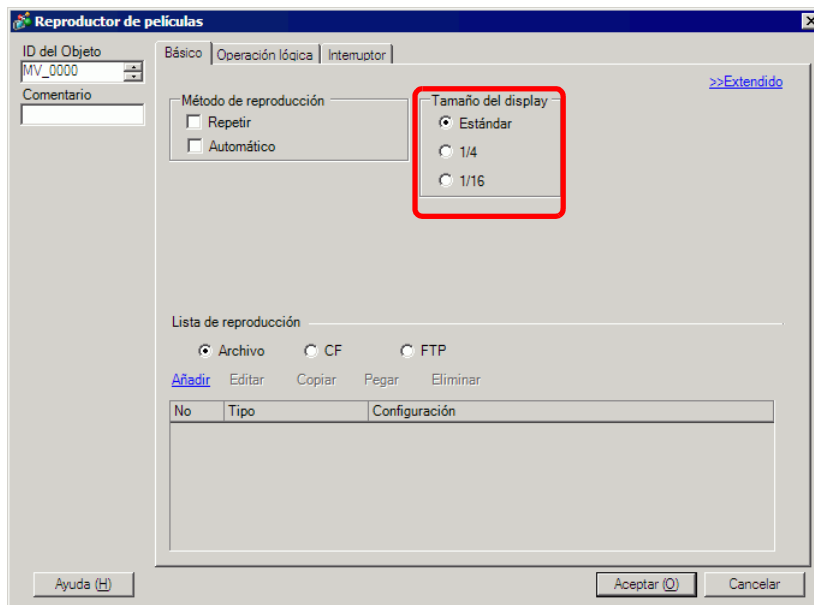 Reproductor de películas
ID del Objeto
MV_0000
Comentario
Básico Operación lógica Interruptor
>>Extendido
Método de reproducción
Repetir
Automático
Tamaño del display
Estándar
1/4
1/16
Lista de reproducción
Archivo CF FTP
Añadir Editar Copiar Pegar Eliminar
No Tipo Configuración
Ayuda (H) Aceptar (O) Cancelar